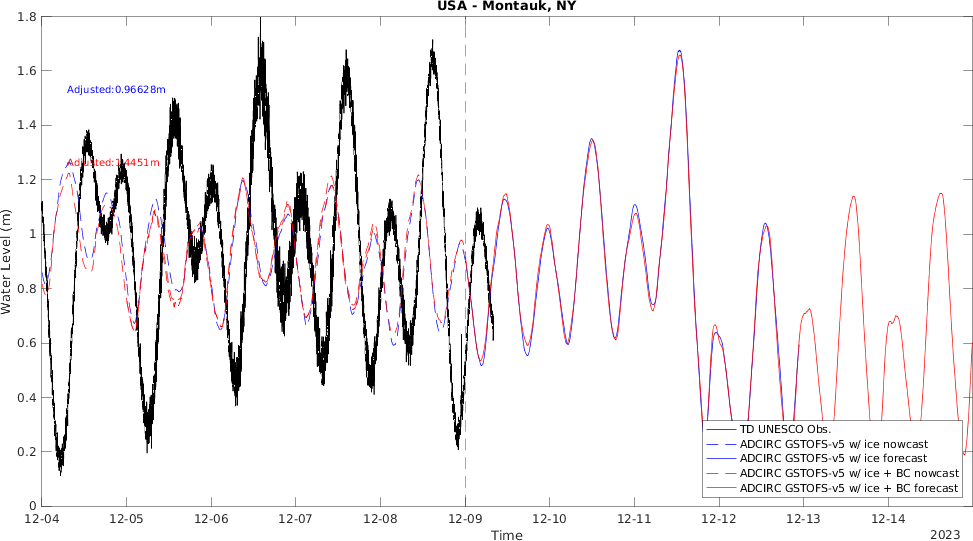 USA - Montauk, NY
1.8
1.6
1.4
1.2
1
0.8
0.6
0.4
0.2
0
Water Level (m)
Adjusted:0.96628m
Adjusted:1.4451m
TD UNESCO Obs.
ADCIRC GSTOFS-v5 w/ ice nowcast
ADCIRC GSTOFS-v5 w/ ice forecast
ADCIRC GSTOFS-v5 w/ ice + BC nowcast
ADCIRC GSTOFS-v5 w/ ice + BC forecast
12-04 12-05 12-06 12-07 12-08 12-09 12-10 12-11 12-12 12-13 12-14
Time
2023